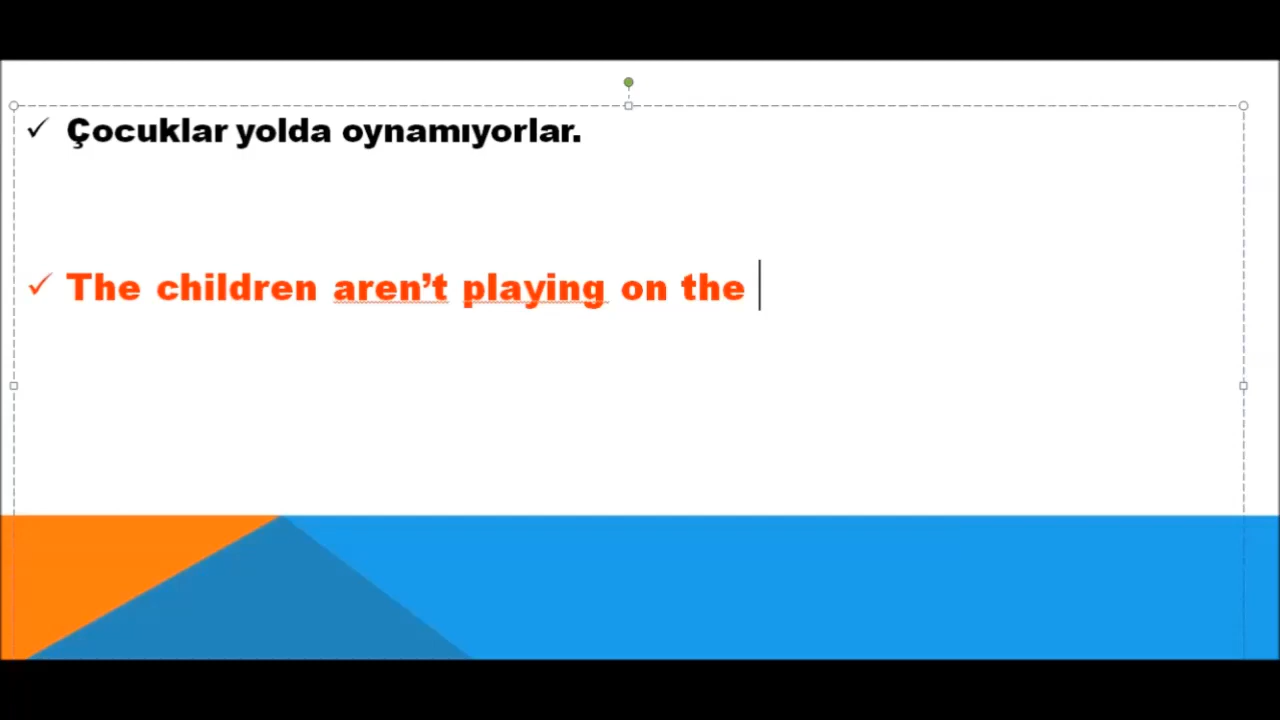 Çocuklar yolda oynamıyorlar.
The children aren’t playing on the